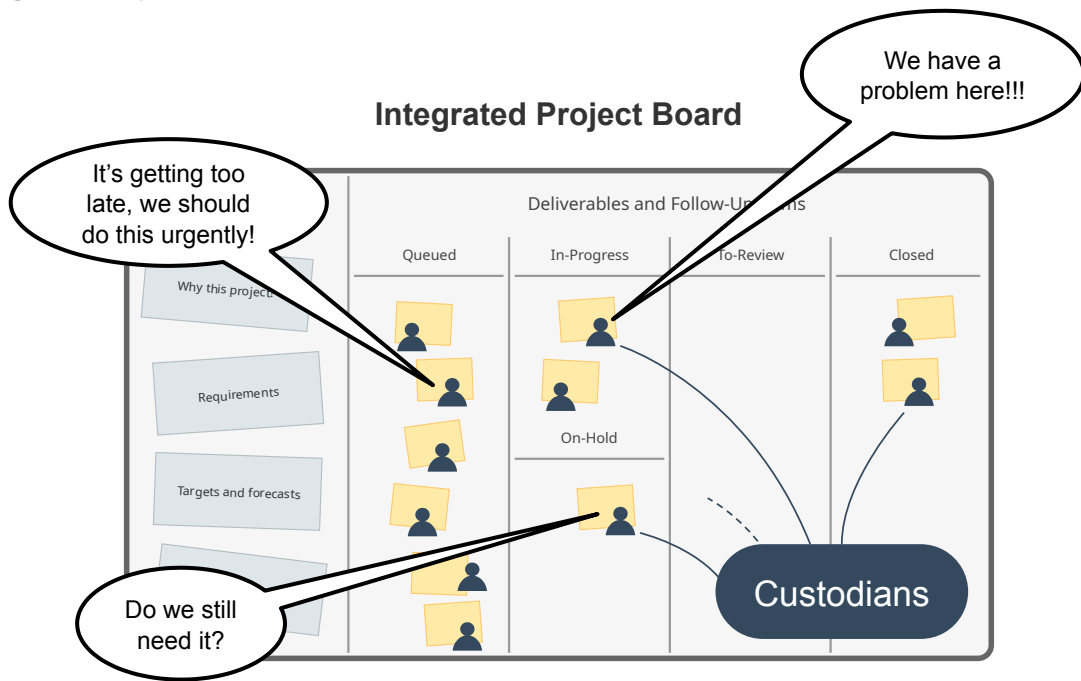 We have a
problem here!!!
Integrated Project Board
It's getting too
late, we should
do this urgently!
Deliverables and Follow-Up
Queued
In-Progress
To-Review
Closed
Why this project?
Requirements
On-Hold
Targets and forecasts
Do we still
need it?
Custodians